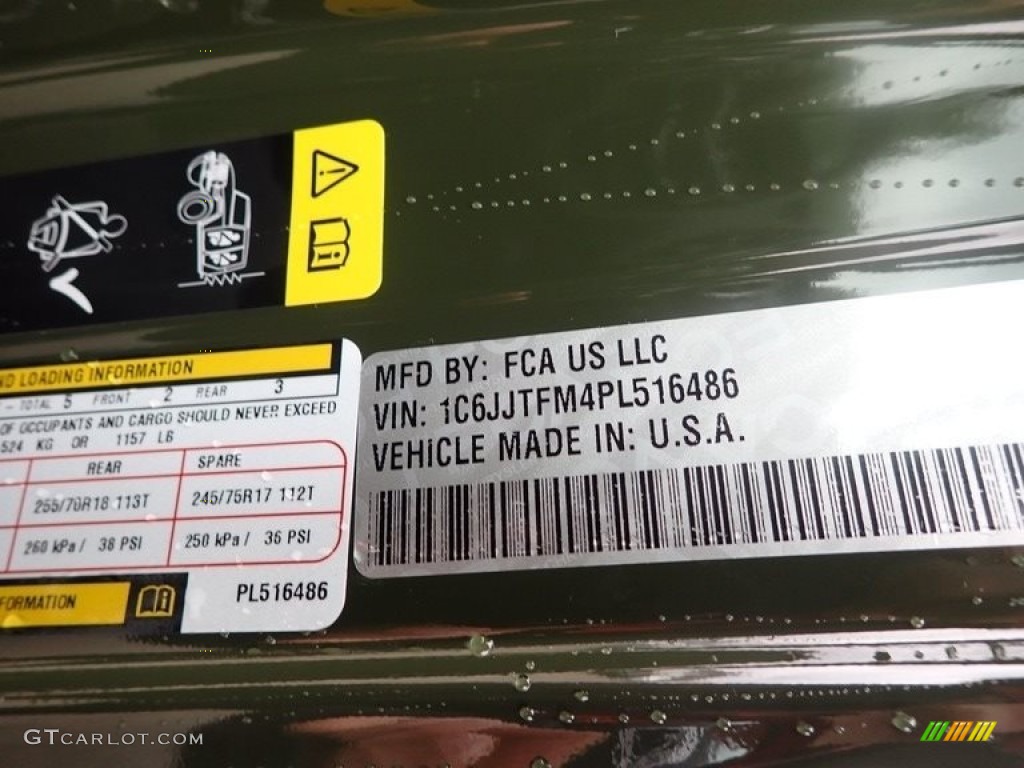 ND LOADING INFORMATION
- TOTAL 5 FRONT 2 REAR 3
OF OCCUPANTS AND CARGO SHOULD NEVER EXCEED
524 KG OR 1157 LB
REAR SPARE
255/70R18 113T 245/75R17 112T
260 kPa / 38 PSI 250 kPa / 36 PSI
FORMATION
PL516486
MFD BY: FCA US LLC
VIN: 1C6JJTFM4PL516486
VEHICLE MADE IN: U.S.A.
GTCARLOT.COM